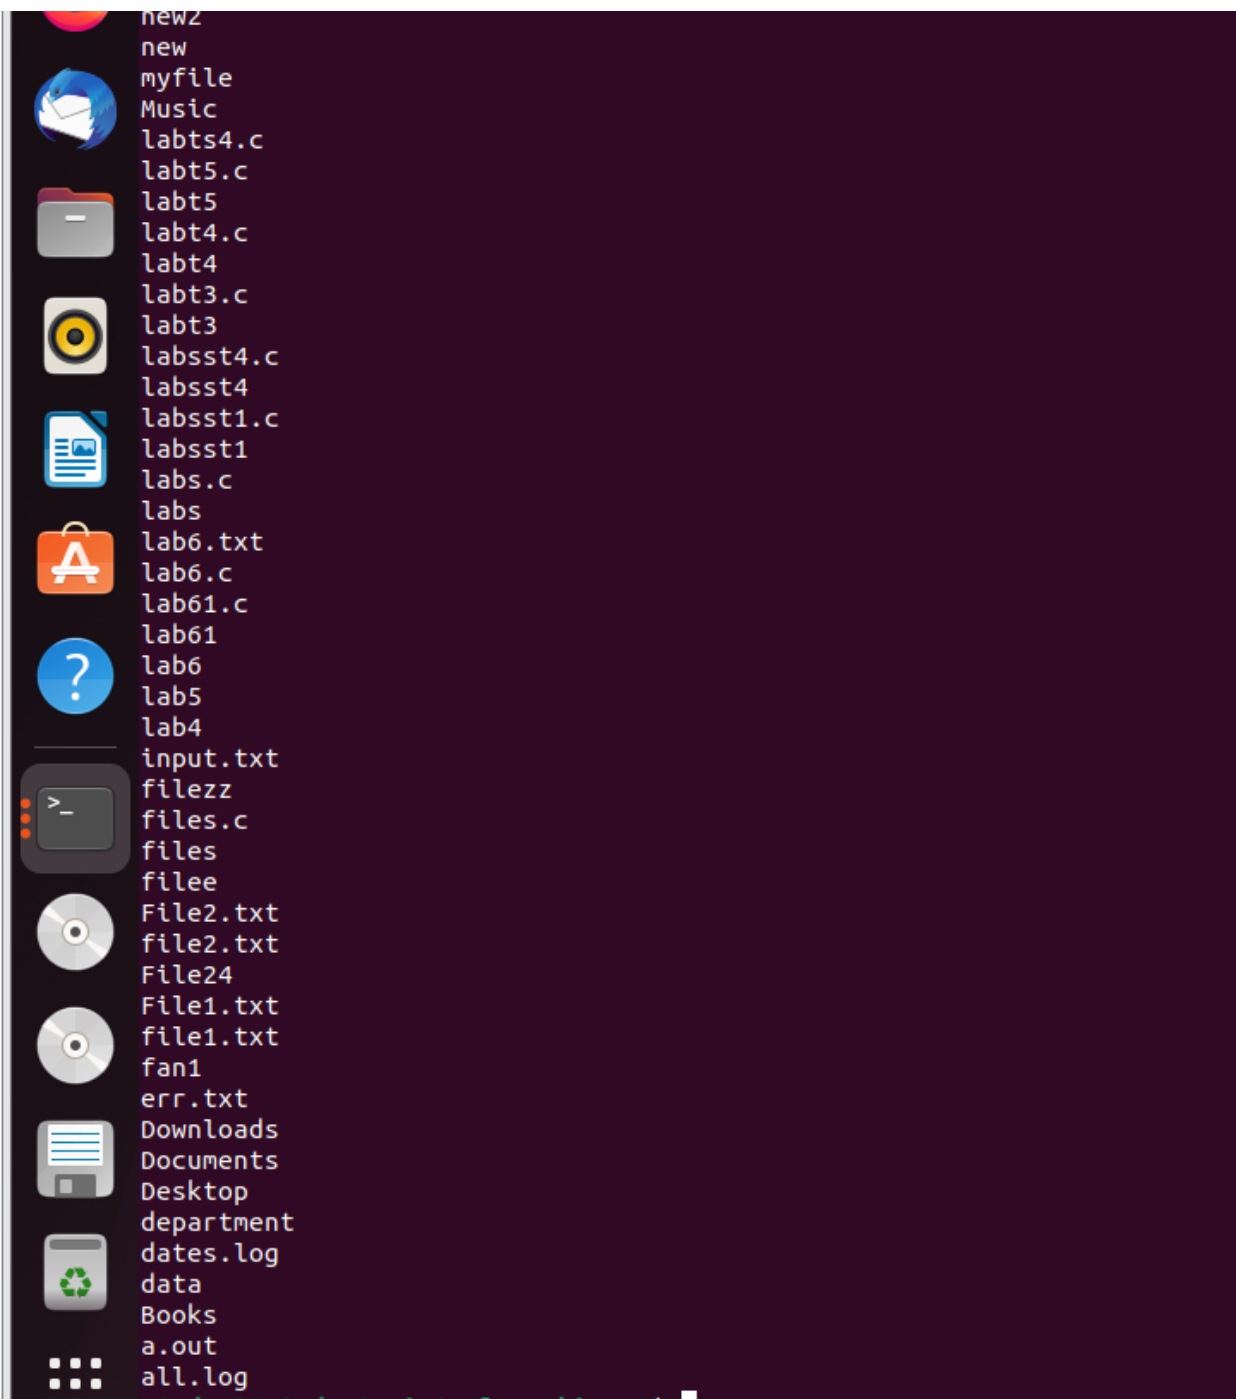 new2
new
myfile
Music
labts4.c
labt5.c
labt5
labt4.c
labt4
labt3.c
labt3
labsst4.c
labsst4
labsst1.c
labsst1
labs.c
labs
lab6.txt
lab6.c
lab61.c
lab61
lab6
lab5
lab4
input.txt
filezz
files.c
files
filee
File2.txt
file2.txt
File24
File1.txt
file1.txt
fan1
err.txt
Downloads
Documents
Desktop
department
dates.log
data
Books
a.out
all.log